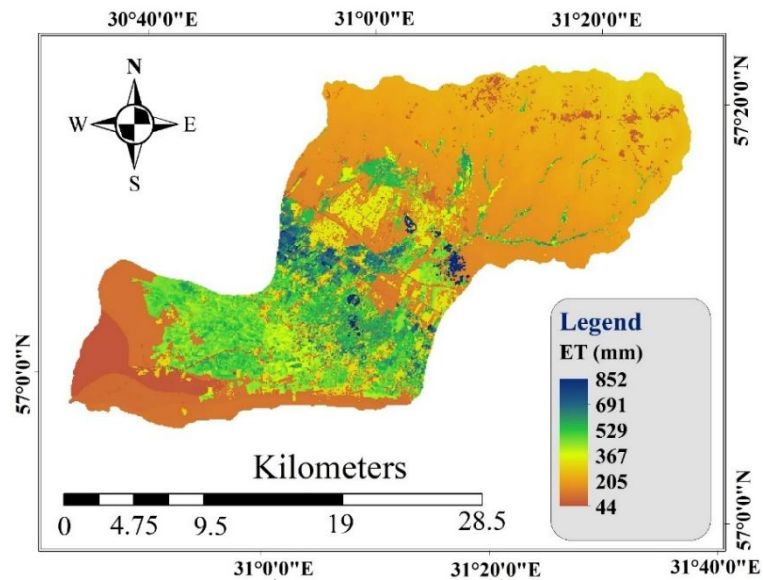 30°40'0"E 31°0'0"E 31°20'0"E
N
W E
S
57°20'0"N
57°0'0"N
Legend
ET (mm)
852
691
529
367
205
44
Kilometers
0 4.75 9.5 19 28.5
57°0'0"N
31°0'0"E 31°20'0"E 31°40'0"E